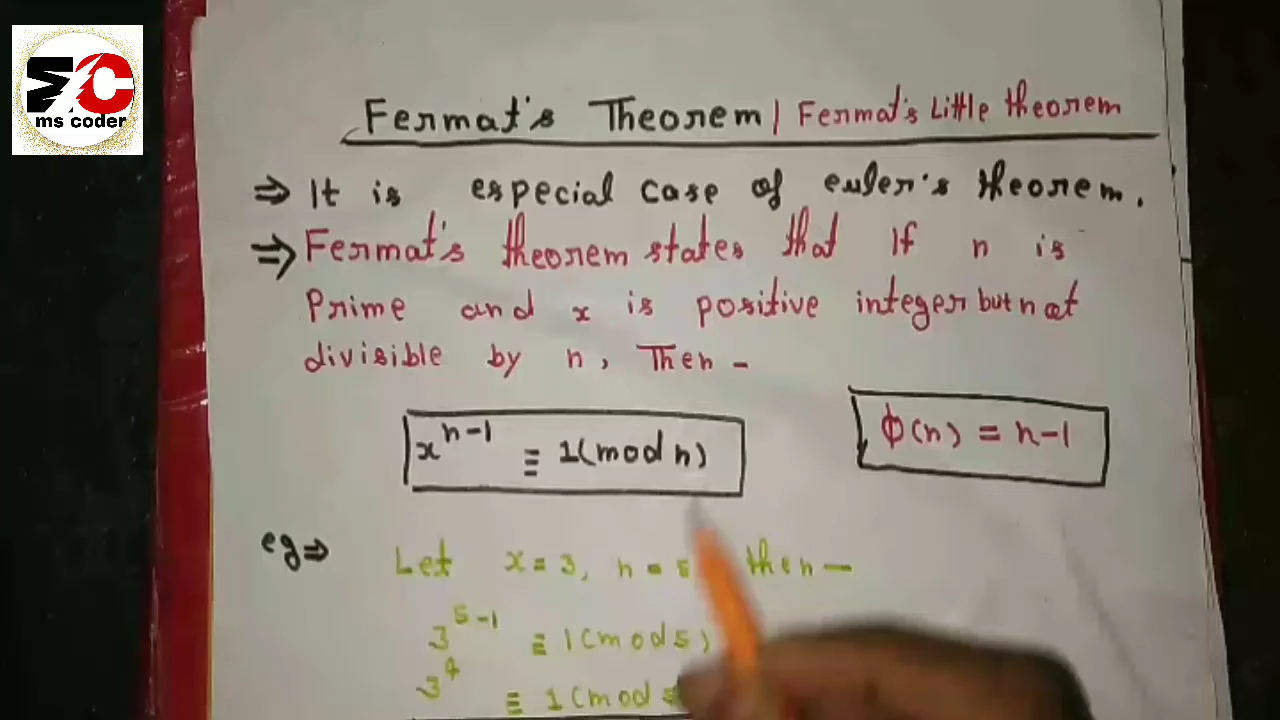 ms coder
Fermat's Theorem | Fermat's Little theorem
⇒ It is especial case of euler's theorem.
⇒ Fermat's theorem states that If n is
Prime and x is positive integer but not
divisible by n, Then -
x^{n-1} ≡ 1(mod n)
φ(n) = n-1
eg⇒ Let x = 3, n = 5 then -
3^{5-1} ≡ 1(mod 5)
3^4 ≡ 1(mod